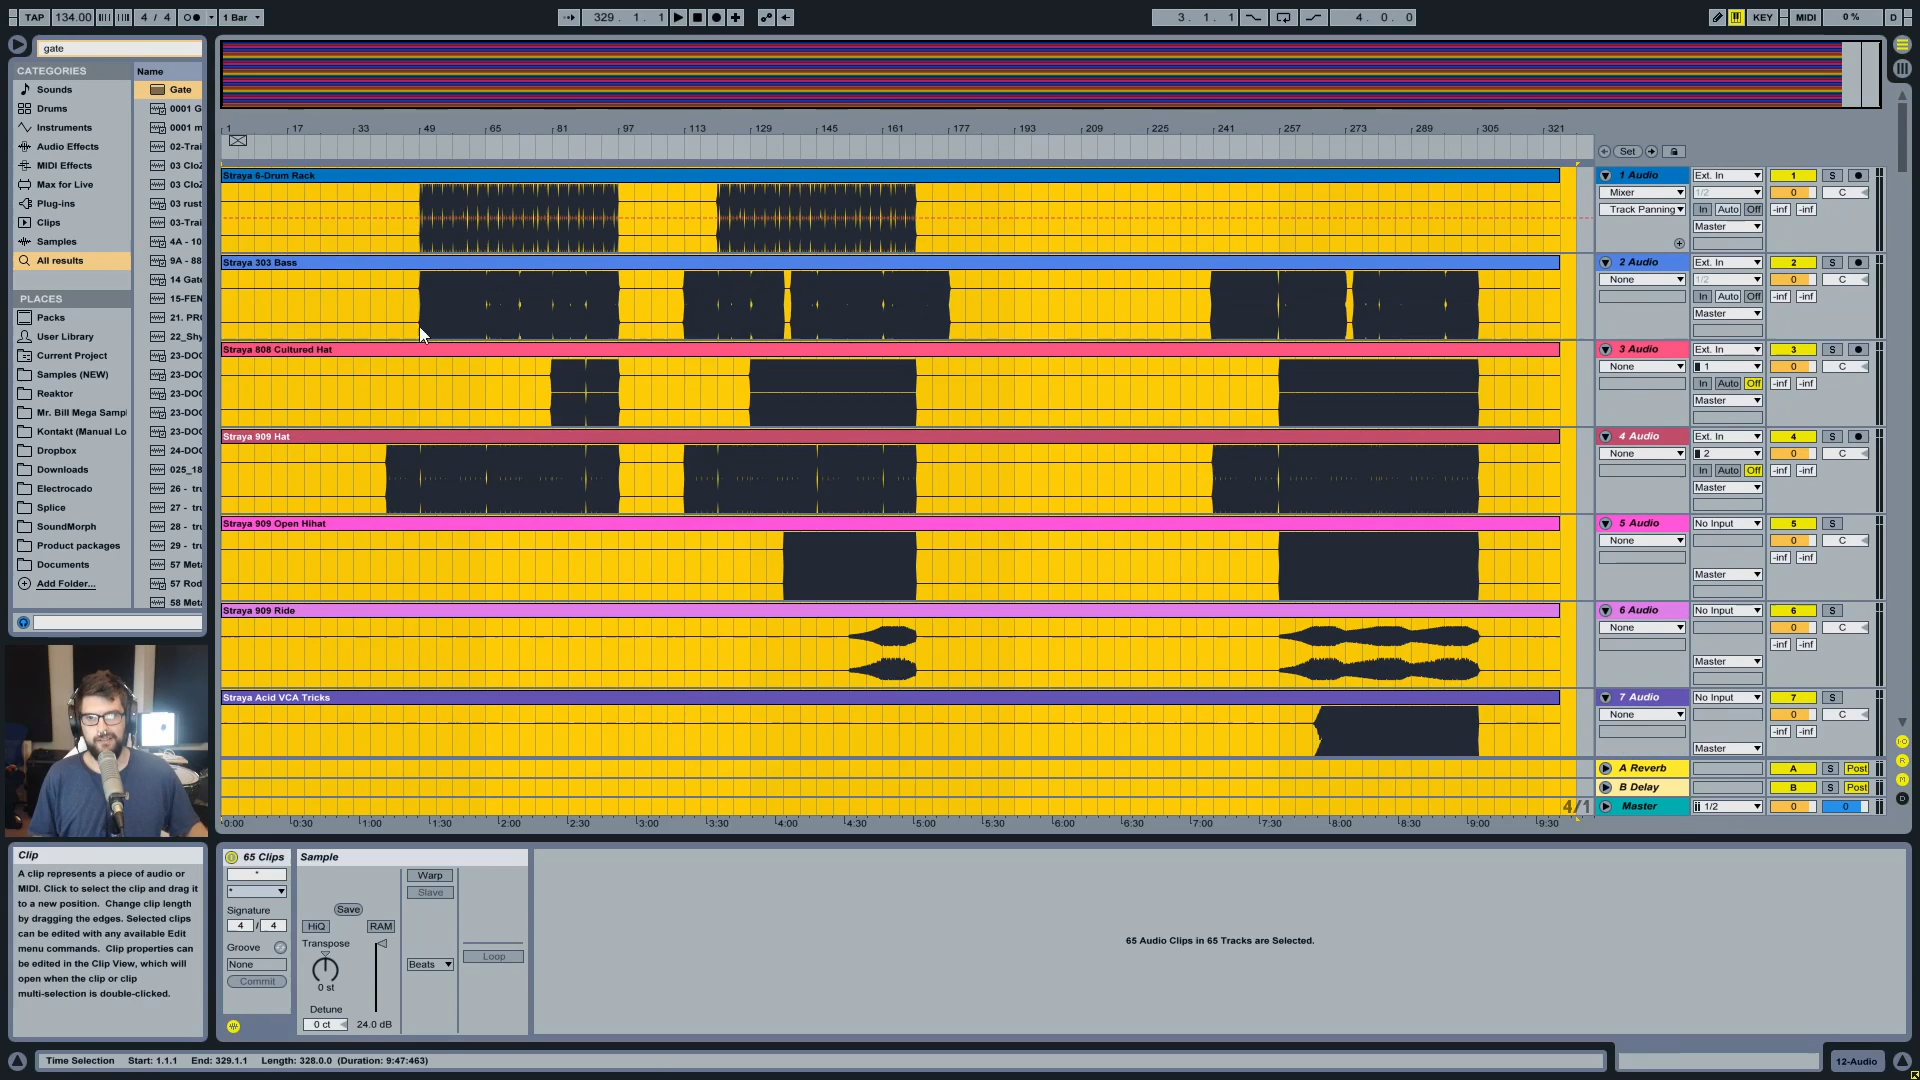 TAP 134.00 4 / 4 1 Bar 329 . 1 . 1 3 . 1 . 1 4 . 0 . 0 KEY MIDI 0 % D
gate
CATEGORIES
Sounds
Drums
Instruments
Audio Effects
MIDI Effects
Max for Live
Plug-ins
Clips
Samples
All results
PLACES
Packs
User Library
Current Project
Samples (NEW)
Reaktor
Mr. Bill Mega Sampl
Kontakt (Manual Lo
Dropbox
Downloads
Electrocado
Splice
SoundMorph
Product packages
Documents
Add Folder...
Name
Gate
0001 G
0001 m
02-Trai
03 CloZ
03 CloZ
03 rust
03-Trai
4A - 10
9A - 88
14 Gate
15-FEN
21. PRO
22_Shy
23-DOC
23-DOC
23-DOC
23-DOC
23-DOC
24-DOC
025_18
26 - tru
27 - tru
28 - tru
29 - tru
57 Meta
57 Rod
58 Meta
1 17 33 49 65 81 97 113 129 145 161 177 193 209 225 241 257 273 289 305 321
Set
Straya 6-Drum Rack
1 Audio Ext. In 1 S
Mixer 1/2 0 C
Track Panning In Auto Off -inf -inf
Master
Straya 303 Bass
2 Audio Ext. In 2 S
None 1/2 0 C
In Auto Off -inf -inf
Master
Straya 808 Cultured Hat
3 Audio Ext. In 3 S
None 1 0 C
In Auto Off -inf -inf
Master
Straya 909 Hat
4 Audio Ext. In 4 S
None 2 0 C
In Auto Off -inf -inf
Master
Straya 909 Open Hihat
5 Audio No Input 5 S
None 0 C
-inf -inf
Master
Straya 909 Ride
6 Audio No Input 6 S
None 0 C
-inf -inf
Master
Straya Acid VCA Tricks
7 Audio No Input 7 S
None 0 C
-inf -inf
Master
A Reverb A S Post
B Delay B S Post
4/1 Master 1/2 0 0
0:00 0:30 1:00 1:30 2:00 2:30 3:00 3:30 4:00 4:30 5:00 5:30 6:00 6:30 7:00 7:30 8:00 8:30 9:00 9:30
Clip
A clip represents a piece of audio or
MIDI. Click to select the clip and drag it
to a new position. Change clip length
by dragging the edges. Selected clips
can be edited with any available Edit
menu commands. Clip properties can
be edited in the Clip View, which will
open when the clip or clip
multi-selection is double-clicked.
65 Clips
*
*
Signature
4 / 4
Groove
None
Commit
Sample
Save
HiQ RAM
Transpose
0 st
Detune
0 ct 24.0 dB
Warp
Slave
Beats
Loop
65 Audio Clips in 65 Tracks are Selected.
Time Selection Start: 1.1.1 End: 329.1.1 Length: 328.0.0 (Duration: 9:47:463)
12-Audio